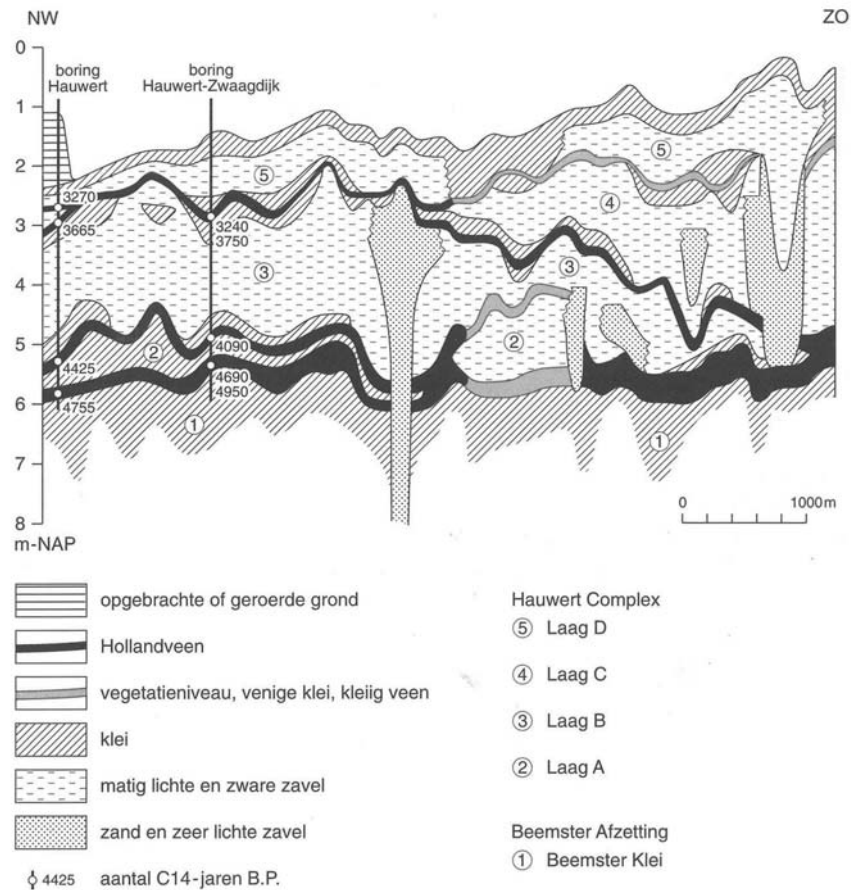 NW
ZO
0
boring
Hauwert
boring
Hauwert-Zwaagdijk
1
2
5
5
3270
3
3665
3240
3750
4
3
3
4
5
2
4425
4090
2
4690
4950
6
4755
1
1
7
0 1000m
8
m-NAP
opgebrachte of geroerde grond
Hollandveen
vegetatieniveau, venige klei, kleiig veen
klei
matig lichte en zware zavel
zand en zeer lichte zavel
4425 aantal C14-jaren B.P.
Hauwert Complex
5 Laag D
4 Laag C
3 Laag B
2 Laag A
Beemster Afzetting
1 Beemster Klei